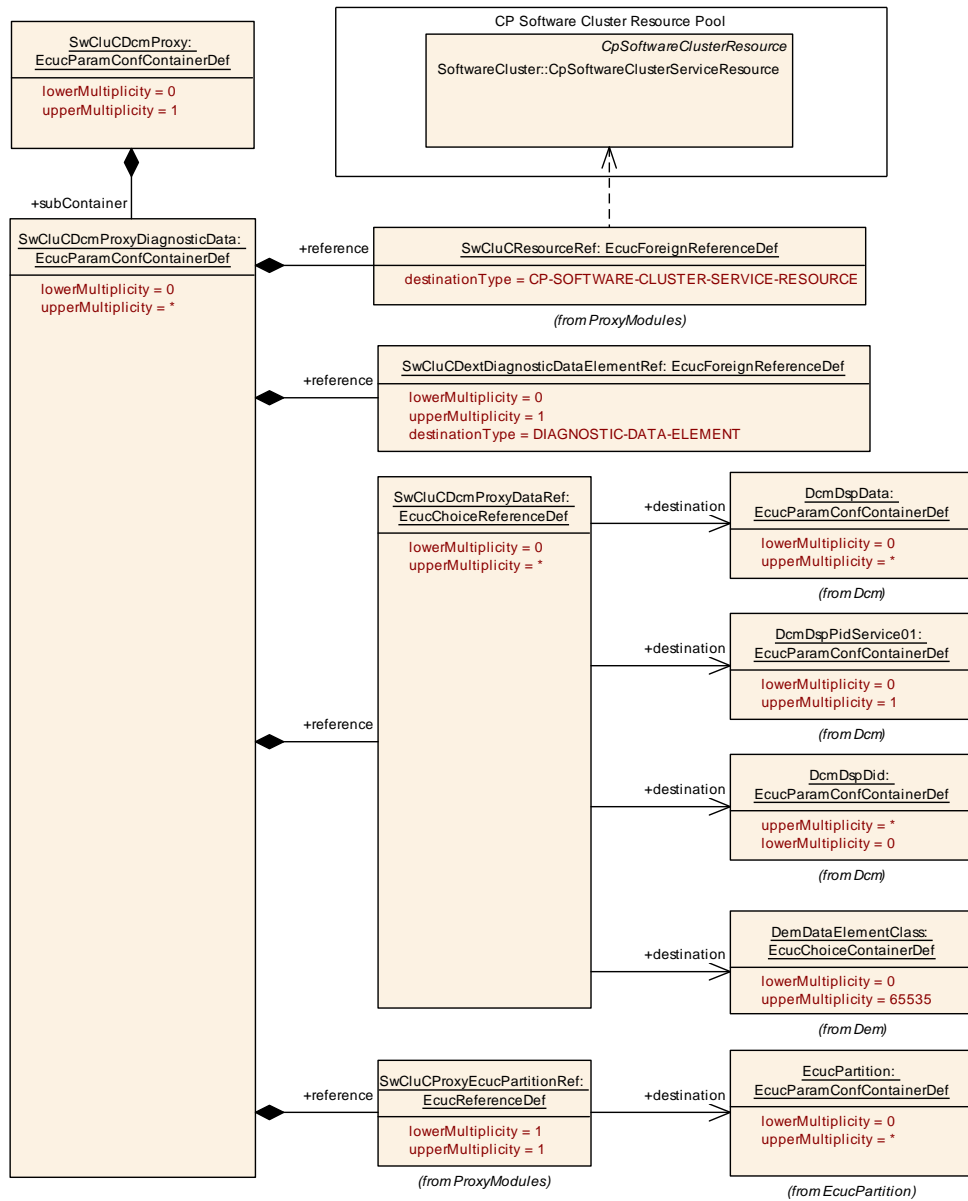 CP Software Cluster Resource Pool
CpSoftwareClusterResource
SoftwareCluster::CpSoftwareClusterServiceResource
SwCluCDcmProxy:
EcucParamConfContainerDef
lowerMultiplicity = 0
upperMultiplicity = 1
+subContainer
SwCluCDcmProxyDiagnosticData:
EcucParamConfContainerDef
lowerMultiplicity = 0
upperMultiplicity = *
+reference
SwCluCResourceRef: EcucForeignReferenceDef
destinationType = CP-SOFTWARE-CLUSTER-SERVICE-RESOURCE
(from ProxyModules)
+reference
SwCluCDextDiagnosticDataElementRef: EcucForeignReferenceDef
lowerMultiplicity = 0
upperMultiplicity = 1
destinationType = DIAGNOSTIC-DATA-ELEMENT
+reference
SwCluCDcmProxyDataRef:
EcucChoiceReferenceDef
lowerMultiplicity = 0
upperMultiplicity = *
+destination
DcmDspData:
EcucParamConfContainerDef
lowerMultiplicity = 0
upperMultiplicity = *
(from Dcm)
+destination
DcmDspPidService01:
EcucParamConfContainerDef
lowerMultiplicity = 0
upperMultiplicity = 1
(from Dcm)
+destination
DcmDspDid:
EcucParamConfContainerDef
upperMultiplicity = *
lowerMultiplicity = 0
(from Dcm)
+destination
DemDataElementClass:
EcucChoiceContainerDef
lowerMultiplicity = 0
upperMultiplicity = 65535
(from Dem)
+reference
SwCluCProxyEcucPartitionRef:
EcucReferenceDef
lowerMultiplicity = 1
upperMultiplicity = 1
(from ProxyModules)
+destination
EcucPartition:
EcucParamConfContainerDef
lowerMultiplicity = 0
upperMultiplicity = *
(from EcucPartition)